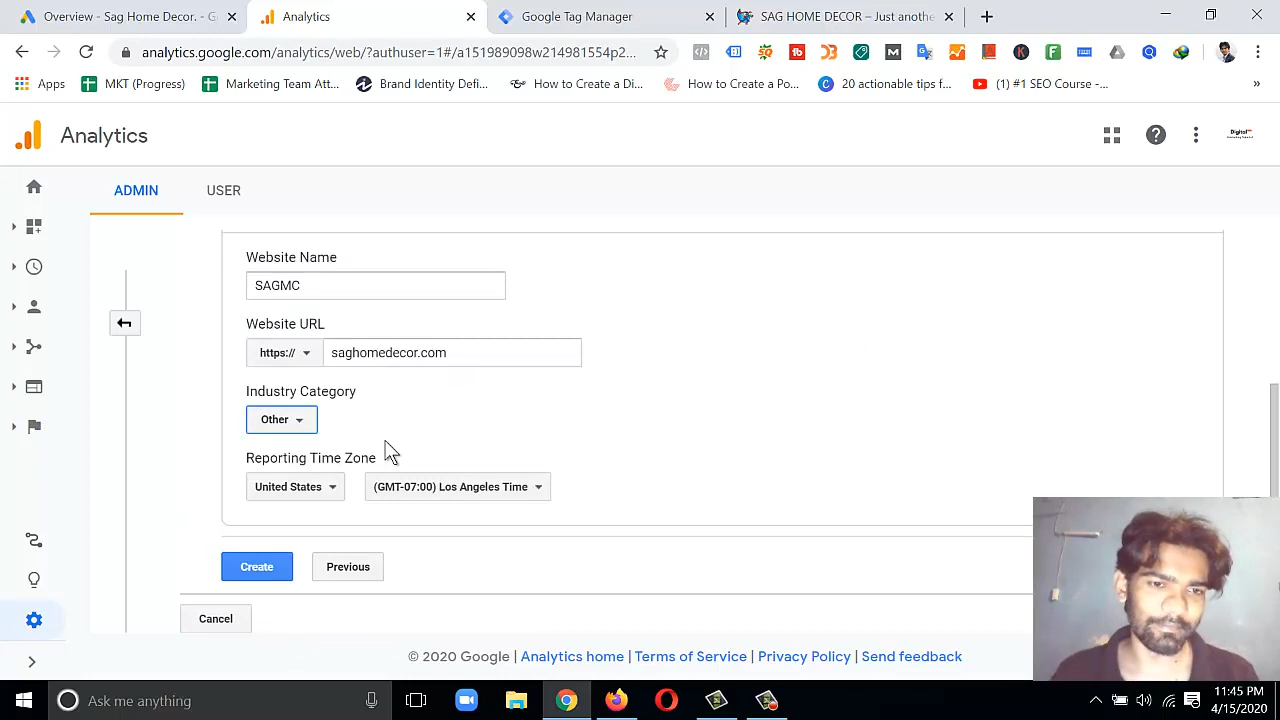 Overview - Sag Home Decor. - G
Analytics
Google Tag Manager
SAG HOME DECOR – Just anothe
analytics.google.com/analytics/web/?authuser=1#/a151989098w214981554p2...
Apps
MKT (Progress)
Marketing Team Att...
Brand Identity Defi...
How to Create a Di...
How to Create a Po...
20 actionable tips f...
(1) #1 SEO Course -...
»
Analytics
Digital
ADMIN
USER
Website Name
SAGMC
Website URL
https://
saghomedecor.com
Industry Category
Other
Reporting Time Zone
United States
(GMT-07:00) Los Angeles Time
Create
Previous
Cancel
© 2020 Google | Analytics home | Terms of Service | Privacy Policy | Send feedback
Ask me anything
11:45 PM
4/15/2020